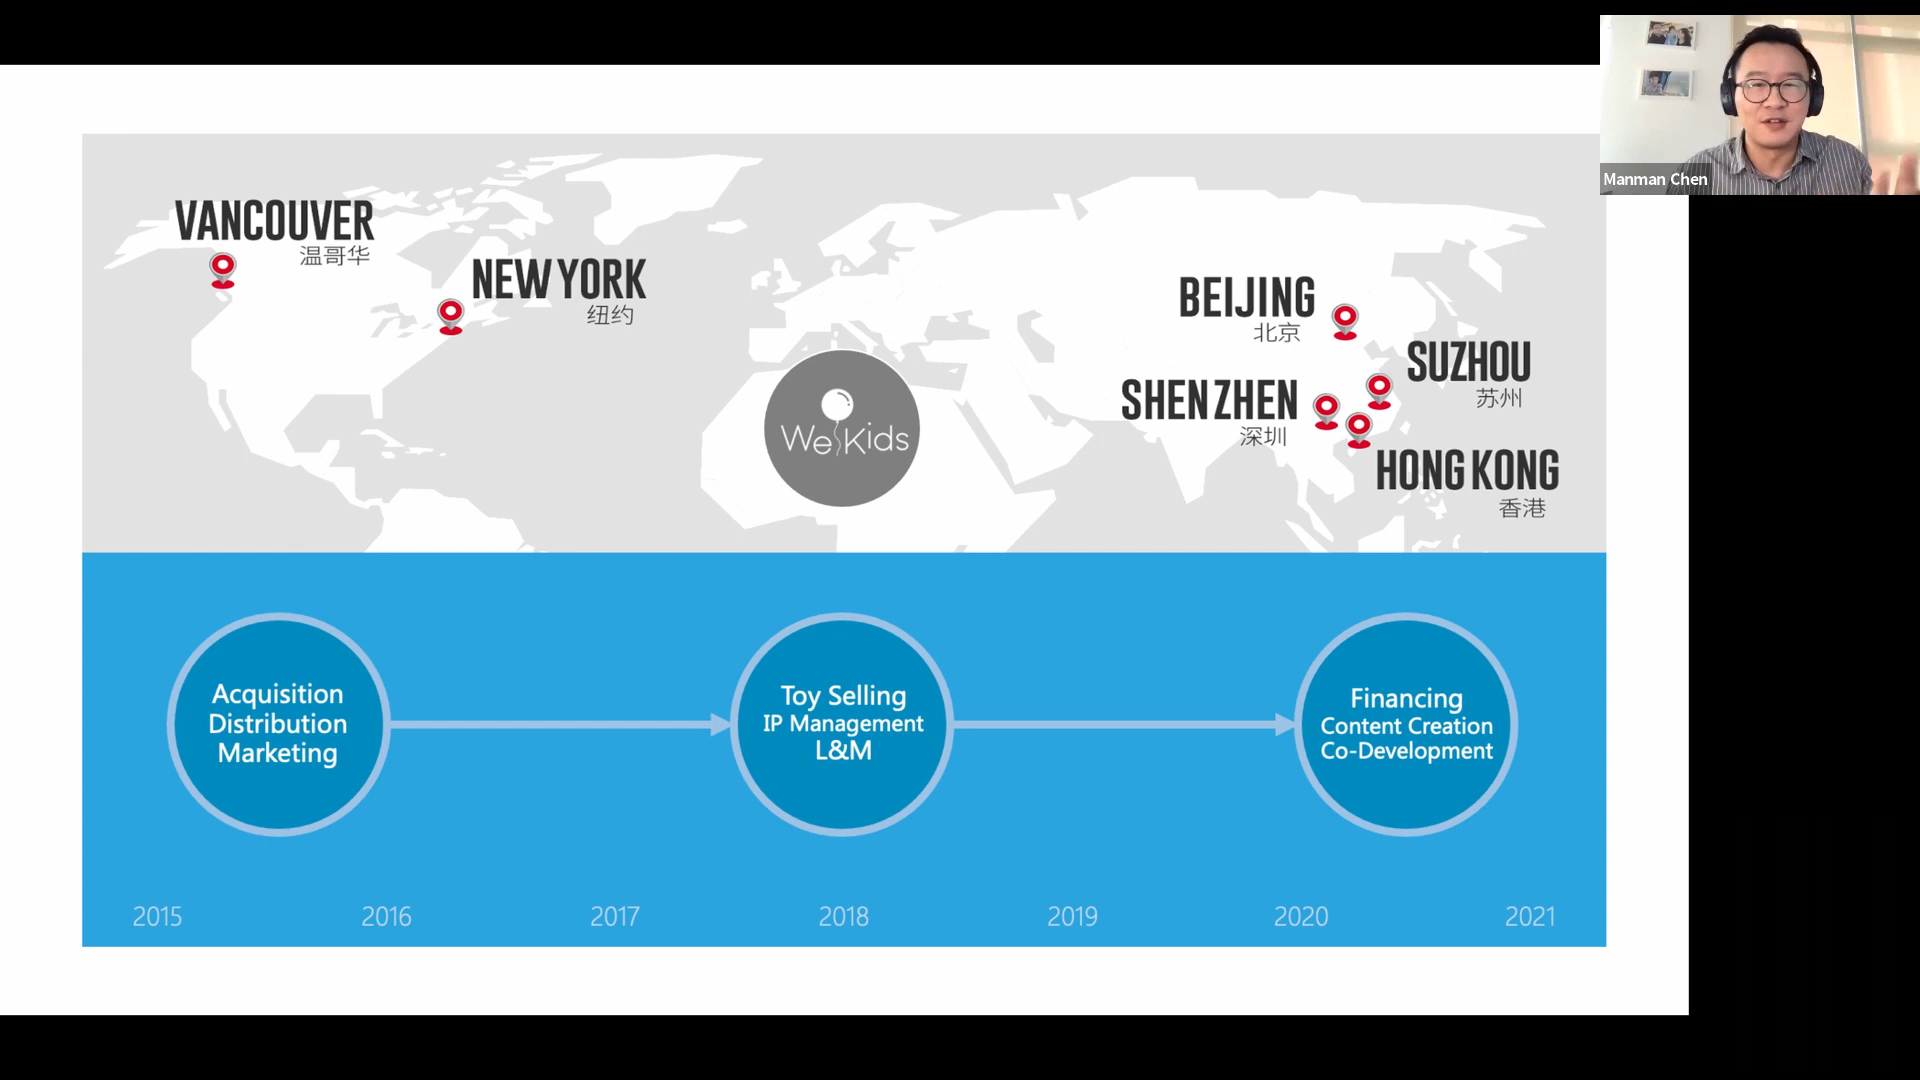 Manman Chen
VANCOUVER
温哥华
NEW YORK
纽约
BEIJING
北京
SUZHOU
苏州
SHENZHEN
深圳
HONG KONG
香港
We Kids
Acquisition
Distribution
Marketing
Toy Selling
IP Management
L&M
Financing
Content Creation
Co-Development
2015
2016
2017
2018
2019
2020
2021